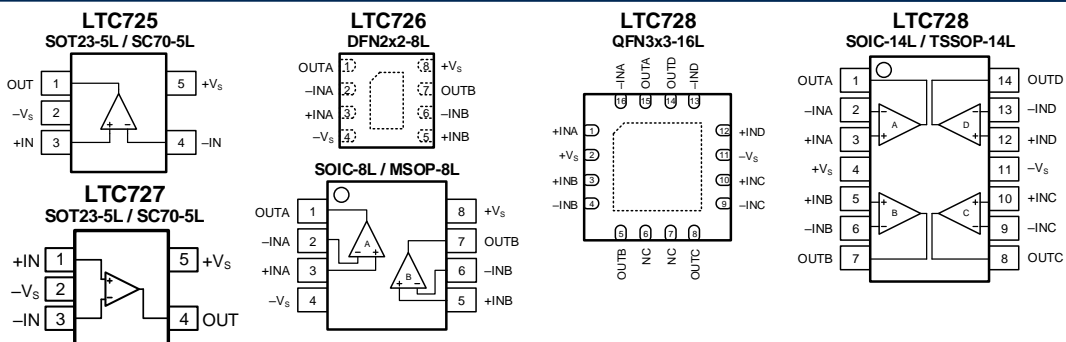 LTC725
SOT23-5L / SC70-5L
OUT 1
5 +VS
–VS 2
+IN 3
4 –IN
+ –
LTC727
SOT23-5L / SC70-5L
+IN 1
5 +VS
–VS 2
–IN 3
4 OUT
+
–
LTC726
DFN2x2-8L
OUTA 1
8 +VS
–INA 2
7 OUTB
+INA 3
6 –INB
–VS 4
5 +INB
SOIC-8L / MSOP-8L
OUTA 1
8 +VS
–INA 2
A
– +
7 OUTB
+INA 3
B
+ –
6 –INB
–VS 4
5 +INB
LTC728
QFN3x3-16L
–INA OUTA OUTD –IND
16 15 14 13
+INA 1
12 +IND
+VS 2
11 –VS
+INB 3
10 +INC
–INB 4
9 –INC
5 6 7 8
OUTB NC NC OUTC
LTC728
SOIC-14L / TSSOP-14L
OUTA 1
14 OUTD
–INA 2
– A
D –
13 –IND
+INA 3
+
+
12 +IND
+VS 4
11 –VS
+INB 5
+ B
C +
10 +INC
–INB 6
–
–
9 –INC
OUTB 7
8 OUTC